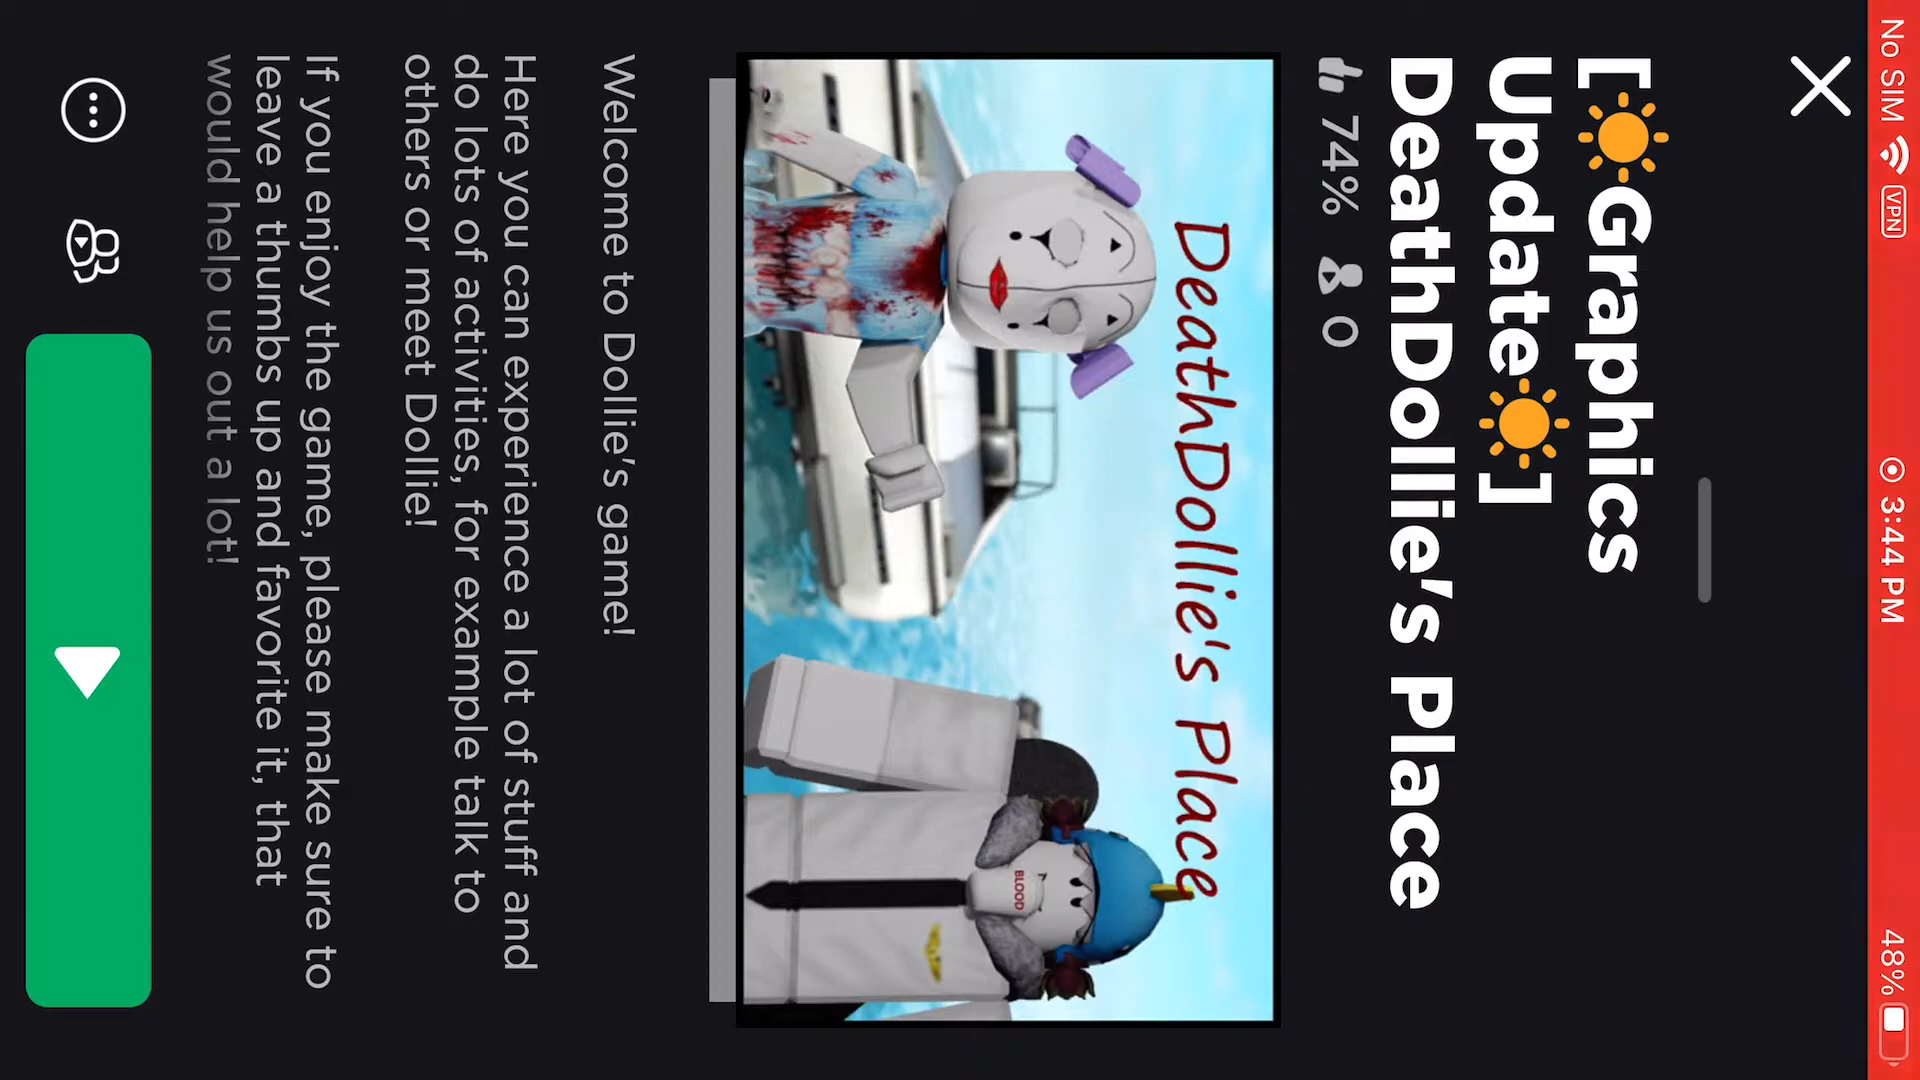 No SIM VPN 3:44 PM 48%
[☀️Graphics
Update☀️]
DeathDollie's Place
74% 0
DeathDollie's Place
BLOOD
Welcome to Dollie's game!
Here you can experience a lot of stuff and
do lots of activities, for example talk to
others or meet Dollie!
If you enjoy the game, please make sure to
leave a thumbs up and favorite it, that
would help us out a lot!